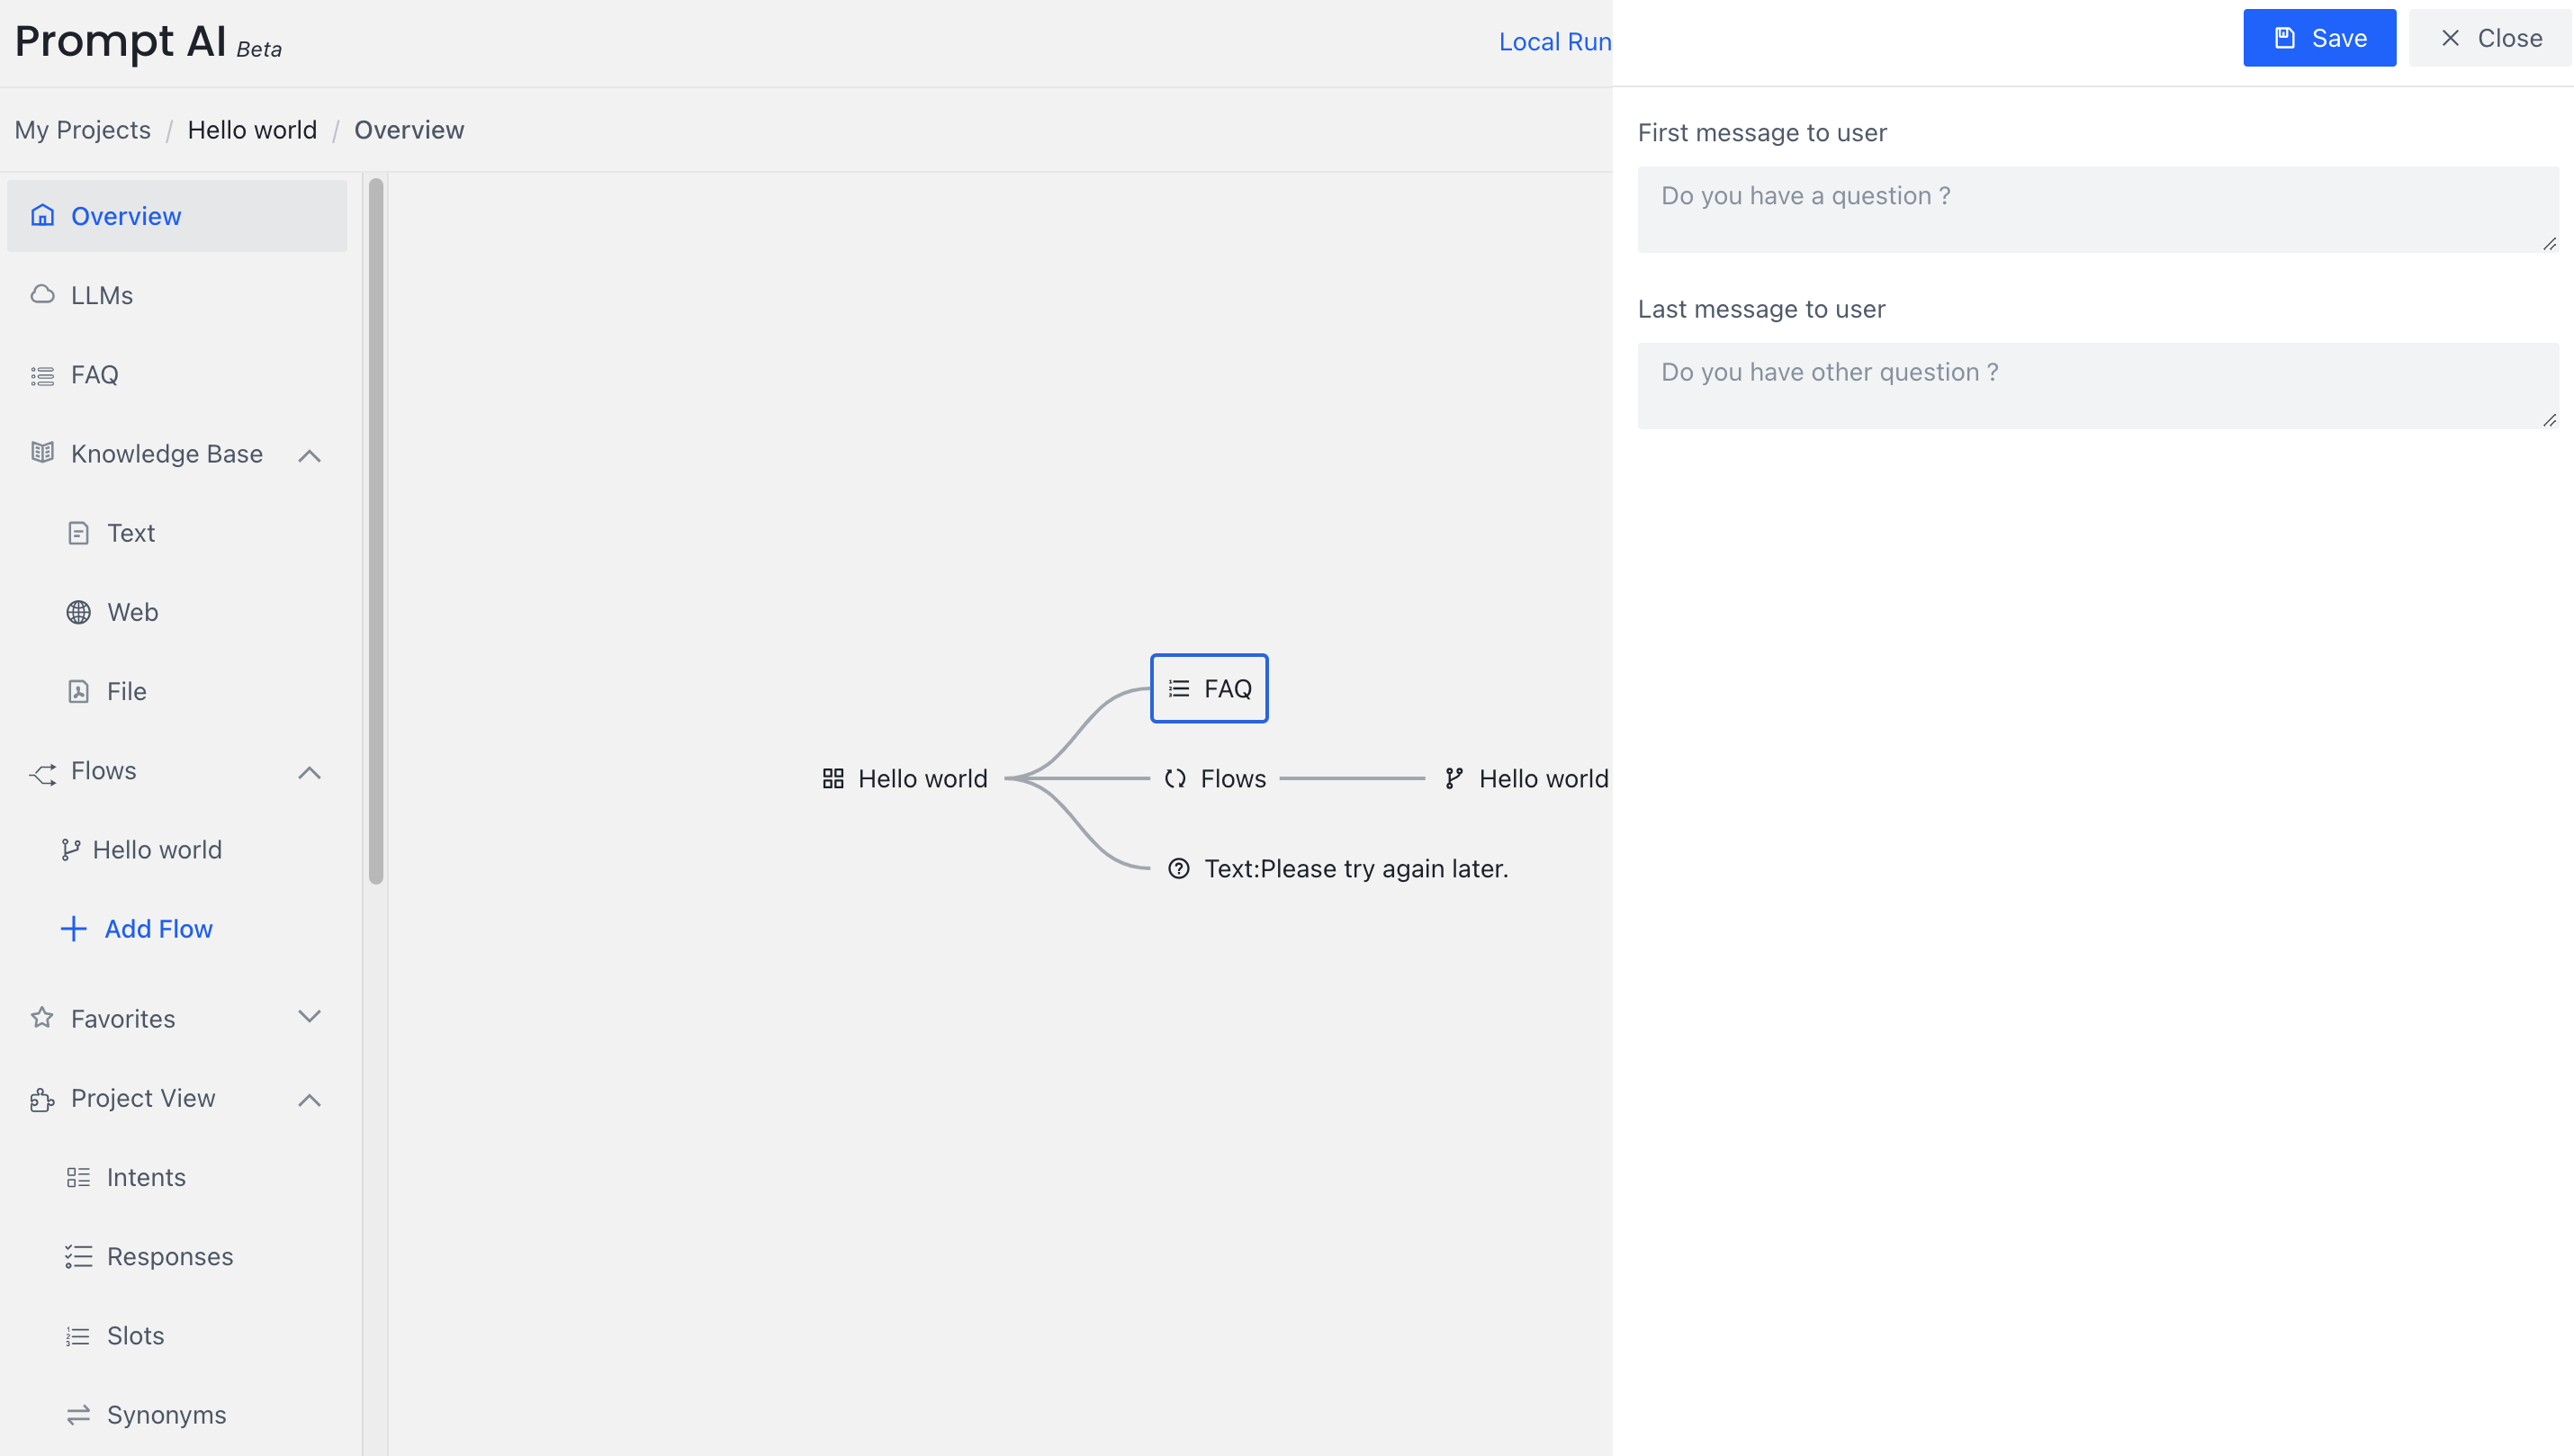 Prompt AI Beta
Local Run
Save
Close
My Projects / Hello world / Overview
Overview
LLMs
FAQ
Knowledge Base
Text
Web
File
Flows
Hello world
Add Flow
Favorites
Project View
Intents
Responses
Slots
Synonyms
FAQ
Hello world
Flows
Hello world
Text:Please try again later.
First message to user
Do you have a question ?
Last message to user
Do you have other question ?